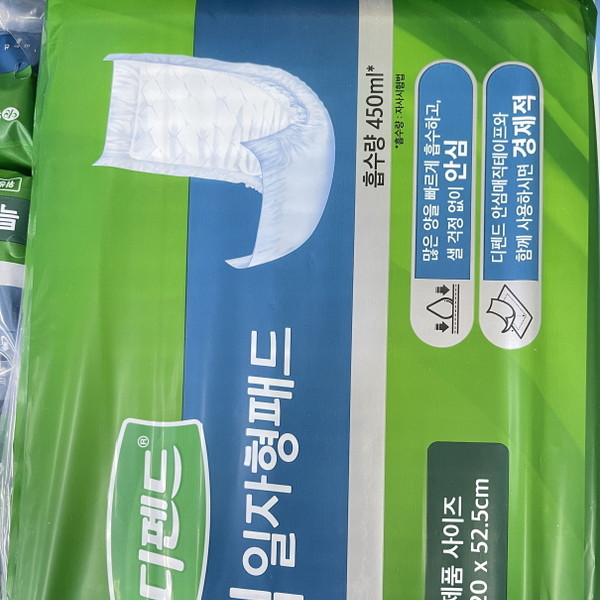 디펜드®
일자형패드
흡수량 450ml*
*흡수량 : 자사시험법
많은 양을 빠르게 흡수하고,
샐 걱정 없이 안심
디펜드 안심매직테이프와
함께 사용하시면 경제적
제품 사이즈
20 x 52.5cm